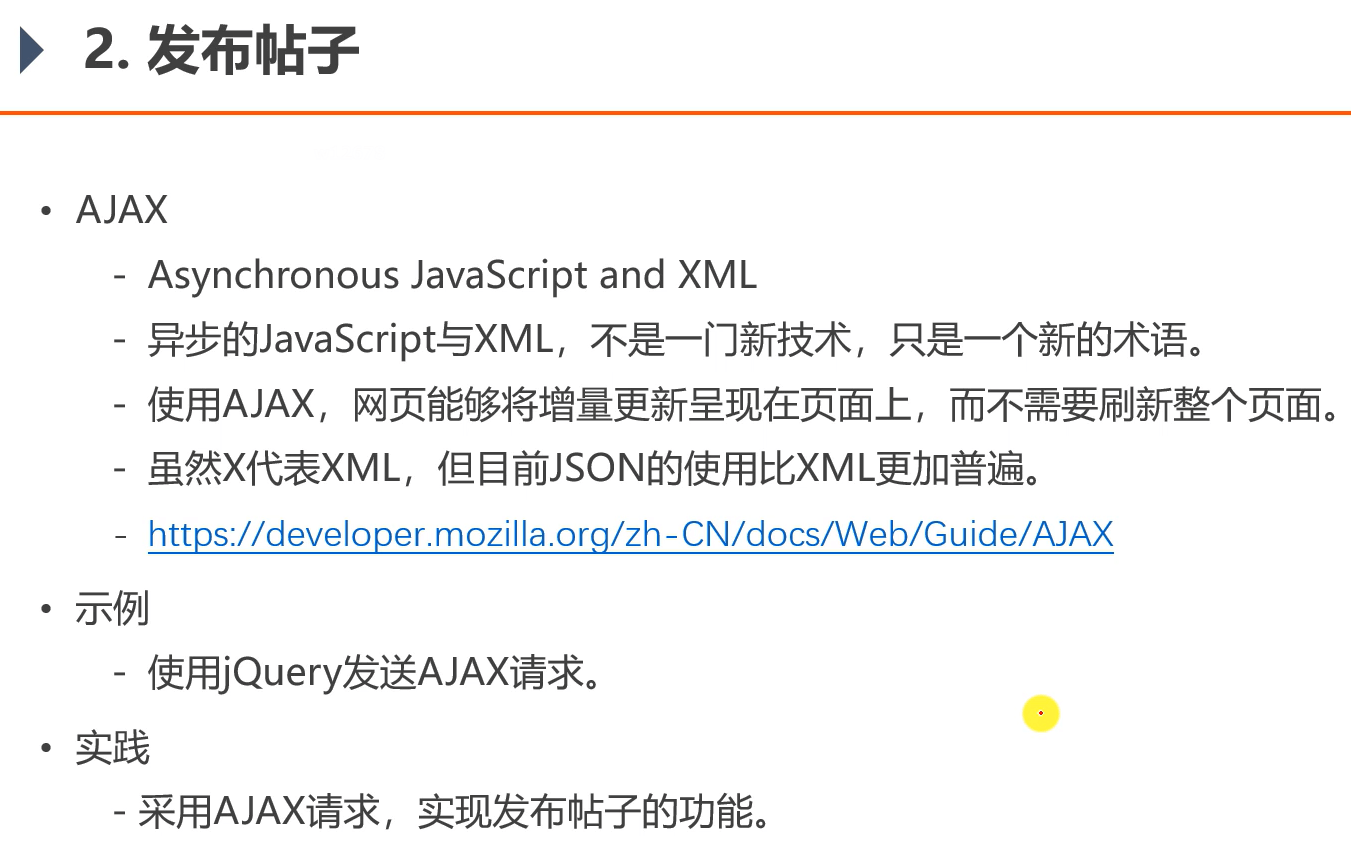 2. 发布帖子
• AJAX
- Asynchronous JavaScript and XML
- 异步的JavaScript与XML，不是一门新技术，只是一个新的术语。
- 使用AJAX，网页能够将增量更新呈现在页面上，而不需要刷新整个页面。
- 虽然X代表XML，但目前JSON的使用比XML更加普遍。
- https://developer.mozilla.org/zh-CN/docs/Web/Guide/AJAX
• 示例
- 使用jQuery发送AJAX请求。
• 实践
- 采用AJAX请求，实现发布帖子的功能。